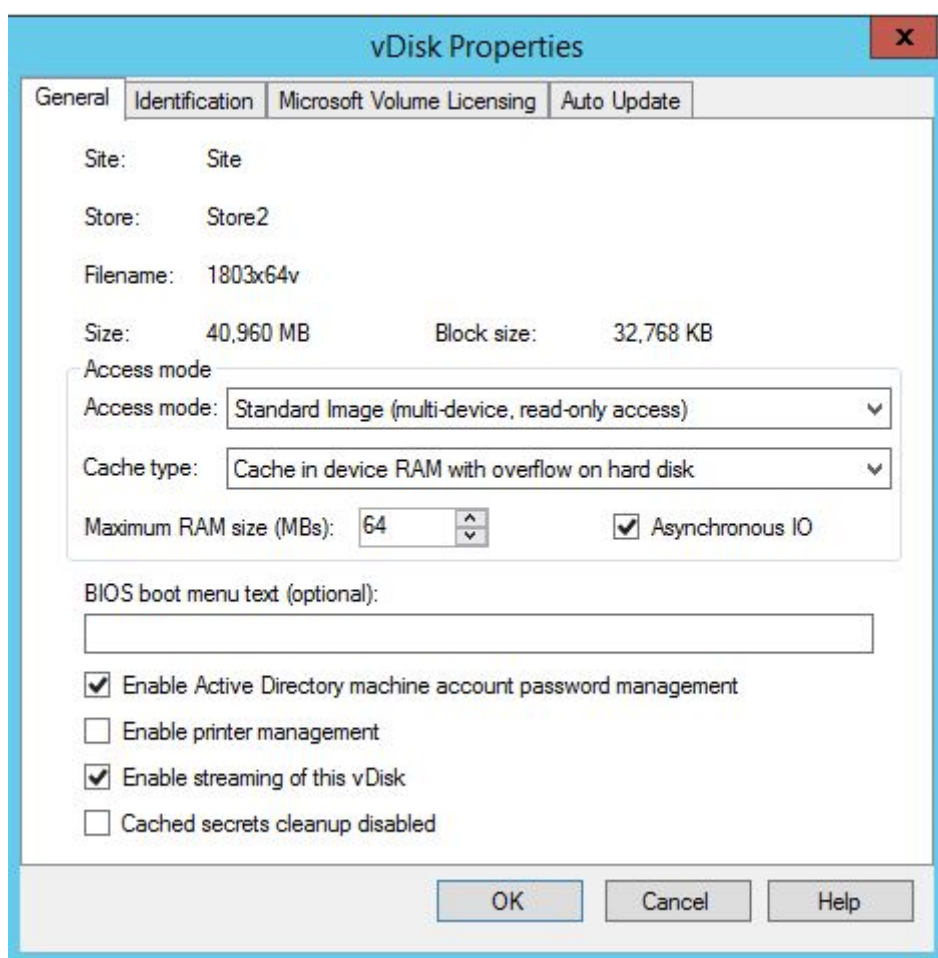 vDisk Properties
x
General Identification Microsoft Volume Licensing Auto Update
Site: Site
Store: Store2
Filename: 1803x64v
Size: 40,960 MB Block size: 32,768 KB
Access mode
Access mode: Standard Image (multi-device, read-only access)
Cache type: Cache in device RAM with overflow on hard disk
Maximum RAM size (MBs): 64 Asynchronous IO
BIOS boot menu text (optional):
Enable Active Directory machine account password management
Enable printer management
Enable streaming of this vDisk
Cached secrets cleanup disabled
OK Cancel Help